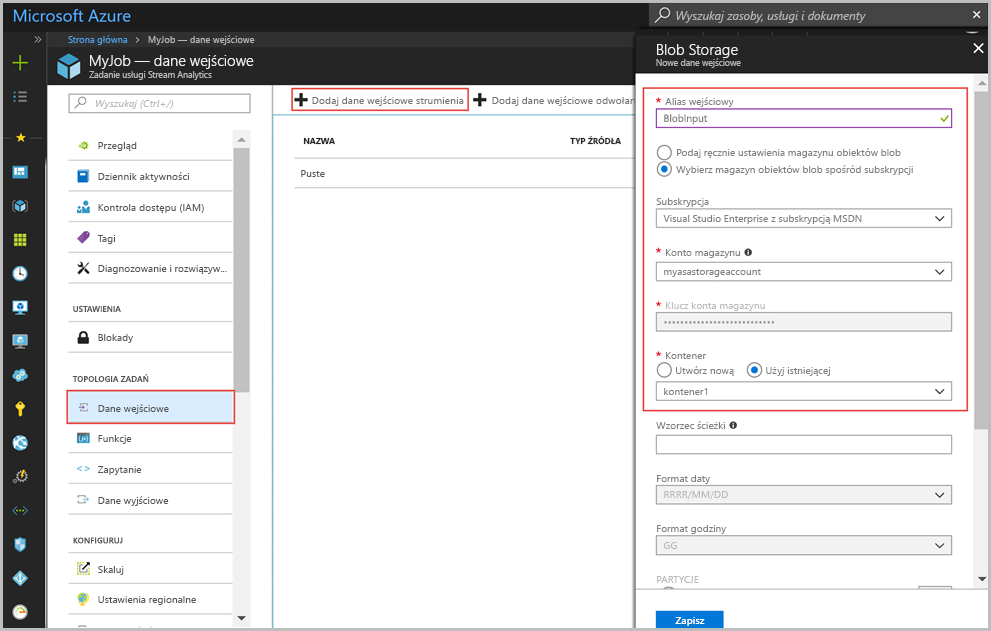 Microsoft Azure
Wyszukaj zasoby, usługi i dokumenty
Strona główna > MyJob — dane wejściowe
MyJob — dane wejściowe
Zadanie usługi Stream Analytics
Wyszukaj (Ctrl+/)
Przegląd
Dziennik aktywności
Kontrola dostępu (IAM)
Tagi
Diagnozowanie i rozwiązyw...
USTAWIENIA
Blokady
TOPOLOGIA ZADAŃ
Dane wejściowe
Funkcje
Zapytanie
Dane wyjściowe
KONFIGURUJ
Skaluj
Ustawienia regionalne
Dodaj dane wejściowe strumienia
Dodaj dane wejściowe odwołań
NAZWA
TYP ŹRÓDŁA
Puste
Blob Storage
Nowe dane wejściowe
* Alias wejściowy
BlobInput
Podaj ręcznie ustawienia magazynu obiektów blob
Wybierz magazyn obiektów blob spośród subskrypcji
Subskrypcja
Visual Studio Enterprise z subskrypcją MSDN
* Konto magazynu
myasastorageaccount
* Klucz konta magazynu
•••••••••••••••••••••••••••
* Kontener
Utwórz nową
Użyj istniejącej
kontener1
Wzorzec ścieżki
Format daty
RRRR/MM/DD
Format godziny
GG
PARTYCJE
Zapisz